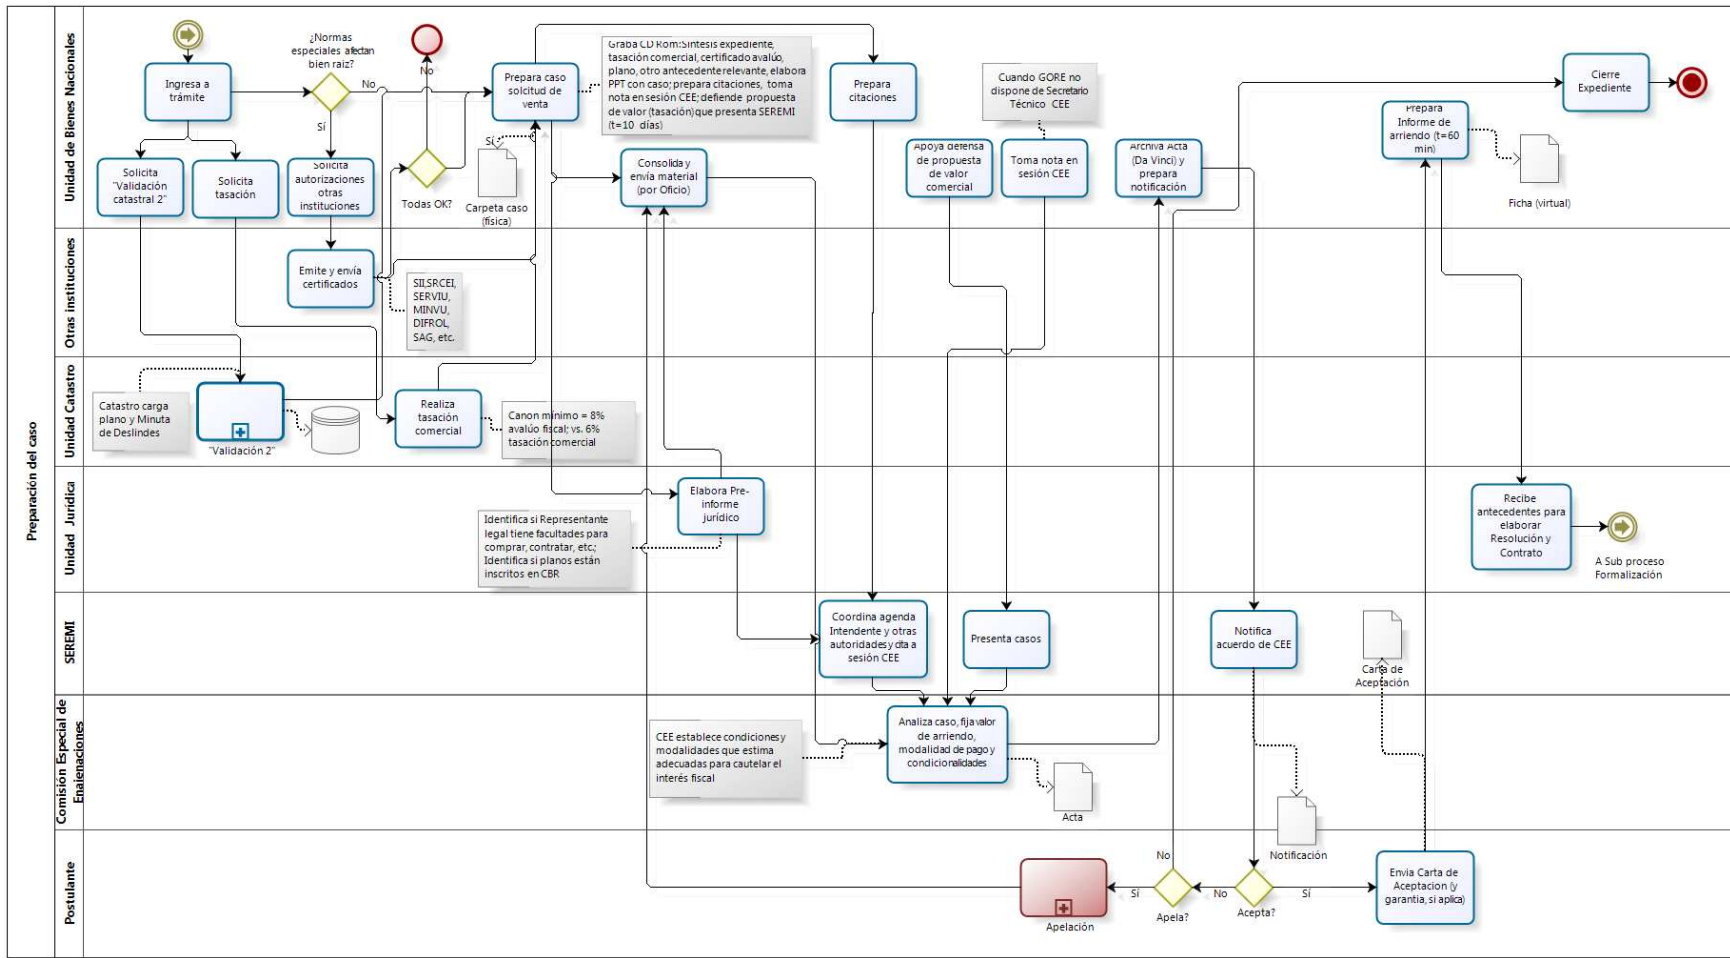 Preparación del caso
Unidad de Bienes Nacionales
Ingresa a
trámite
¿Normas
especiales afectan
bien raiz?
No
Sí
Solicita
"Validación
catastral 2"
Solicita
tasación
Solicita
autorizaciones
otras
instituciones
No
Todas OK?
Sí
Prepara caso
solcitud de
venta
Carpeta caso
(física)
Graba CD Rom:Síntesis expediente,
tasación comercial, certificado avalúo,
plano, otro antecedente relevante, elabora
PPT con caso; prepara citaciones, toma
nota en sesión CEE; defiende propuesta
de valor (tasación) que presenta SEREMI
(t=10 días)
Consolida y
envía material
(por Oficio)
Prepara
citaciones
Apoya defensa
de propuesta
de valor
comercial
Cuando GORE no
dispone de Secretario
Técnico CEE
Toma nota en
sesión CEE
Archiva Acta
(Da Vinci) y
prepara
notificación
Prepara
Informe de
arriendo (t=60
min)
Ficha (virtual)
Cierre
Expediente
Otras instituciones
Emite y envía
certificados
SII,SRCEI,
SERVIU,
MINVU,
DIFROL,
SAG, etc.
Unidad Catastro
Catastro carga
plano y Minuta
de Deslindes
"Validación 2"
Realiza
tasación
comercial
Canon mínimo = 8%
avalúo fiscal; vs. 6%
tasación comercial
Unidad Jurídica
Elabora Pre-
informe
jurídico
Identifica si Representante
legal tiene facultades para
comprar, contratar, etc.;
Identifica si planos están
inscritos en CBR
Recibe
antecedentes para
elaborar
Resolución y
Contrato
A Sub proceso
Formalización
SEREMI
Coordina agenda
Intendente y otras
autoridades y cita a
sesión CEE
Presenta casos
Notifica
acuerdo de CEE
Carta de
Aceptación
Comisión Especial de
Enajenaciones
CEE establece condiciones y
modalidades que estima
adecuadas para cautelar el
interés fiscal
Analiza caso, fija valor
de arriendo,
modalidad de pago y
condicionalidades
Acta
Notificación
Postulante
Apelación
Sí
No
Apela?
No
Acepta?
Sí
Envia Carta de
Aceptacion (y
garantia, si aplica)